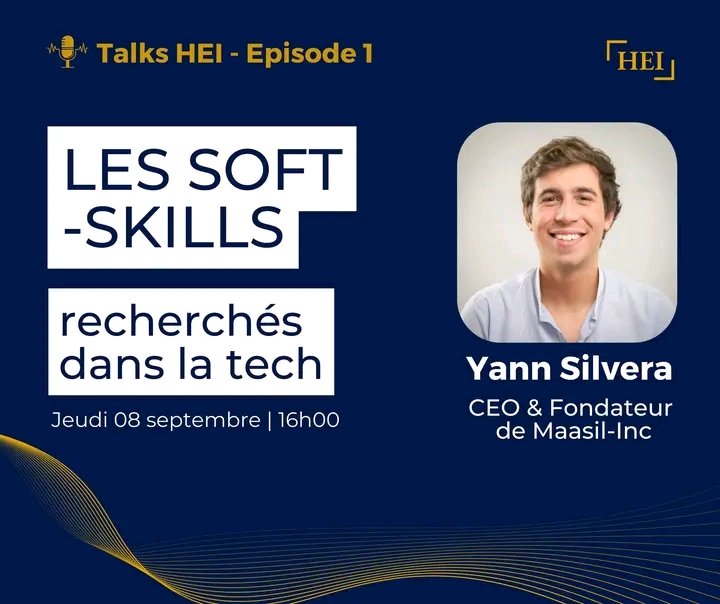 Talks HEI - Episode 1
HEI
LES SOFT
-SKILLS
recherchés
dans la tech
Jeudi 08 septembre | 16h00
Yann Silvera
CEO & Fondateur
de Maasil-Inc